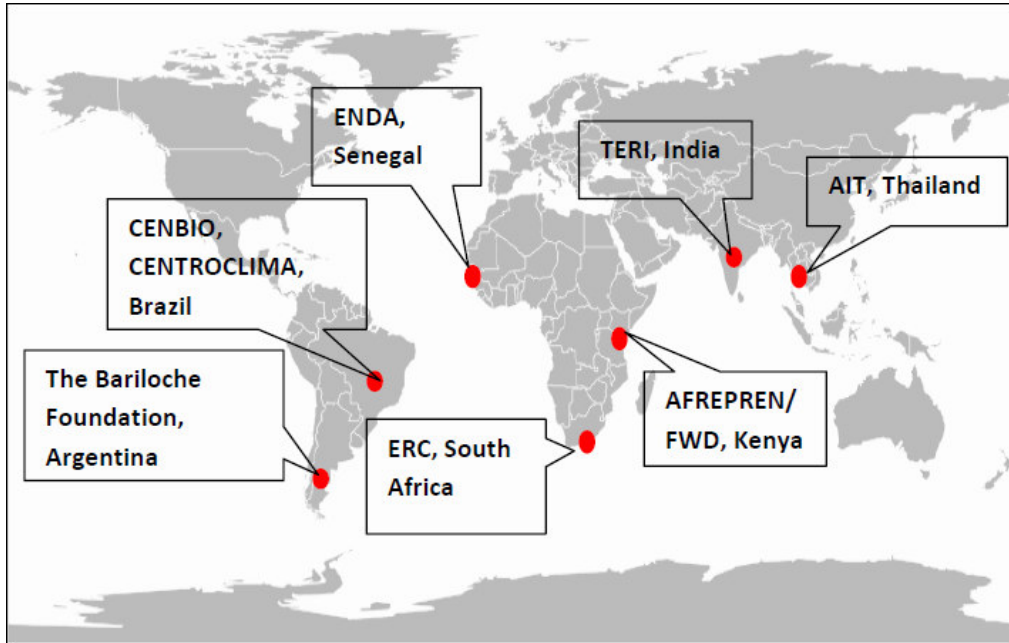 ENDA,
Senegal
TERI, India
AIT, Thailand
CENBIO,
CENTROCLIMA,
Brazil
The Bariloche
Foundation,
Argentina
ERC, South
Africa
AFREPREN/
FWD, Kenya